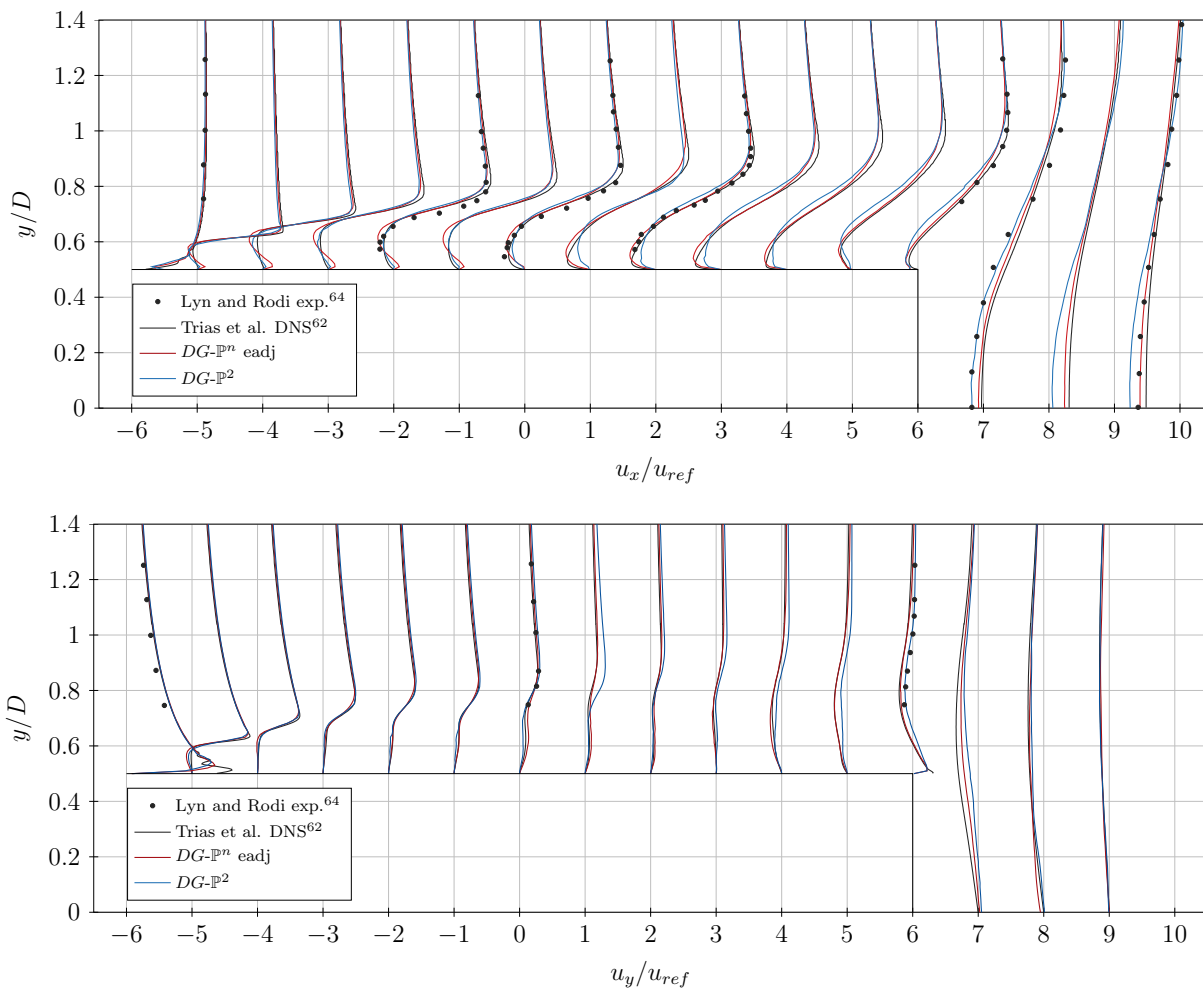 1.4
1.2
1
0.8
0.6
0.4
0.2
0
y/D
Lyn and Rodi exp.⁶⁴
Trias et al. DNS⁶²
DG-ℙⁿ eadj
DG-ℙ²
−6 −5 −4 −3 −2 −1 0 1 2 3 4 5 6 7 8 9 10
u_x/u_ref
1.4
1.2
1
0.8
0.6
0.4
0.2
0
y/D
Lyn and Rodi exp.⁶⁴
Trias et al. DNS⁶²
DG-ℙⁿ eadj
DG-ℙ²
−6 −5 −4 −3 −2 −1 0 1 2 3 4 5 6 7 8 9 10
u_y/u_ref